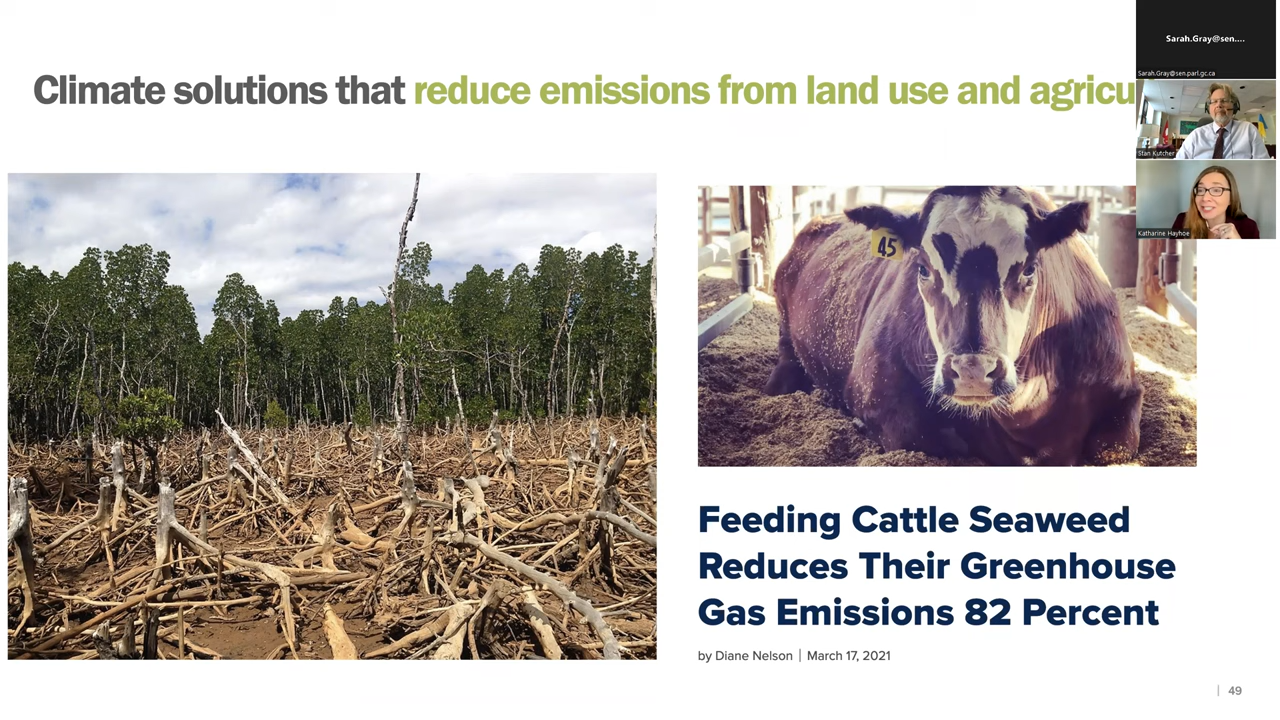 Climate solutions that reduce emissions from land use and agricu
Sarah.Gray@sen....
Sarah.Gray@sen.parl.gc.ca
Stan Kutcher
Katharine Hayhoe
45
Feeding Cattle Seaweed
Reduces Their Greenhouse
Gas Emissions 82 Percent
by Diane Nelson | March 17, 2021
| 49